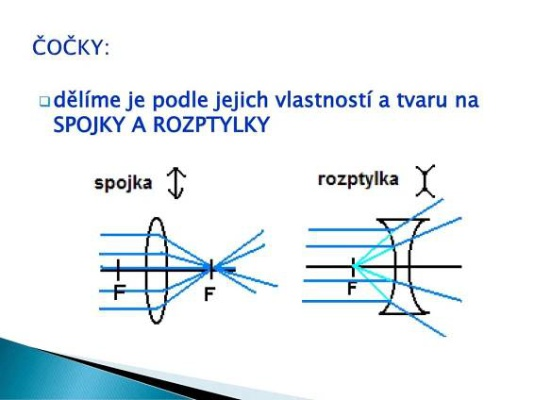 ČOČKY:
dělíme je podle jejich vlastností a tvaru na
SPOJKY A ROZPTYLKY
spojka
rozptylka
F
F
F